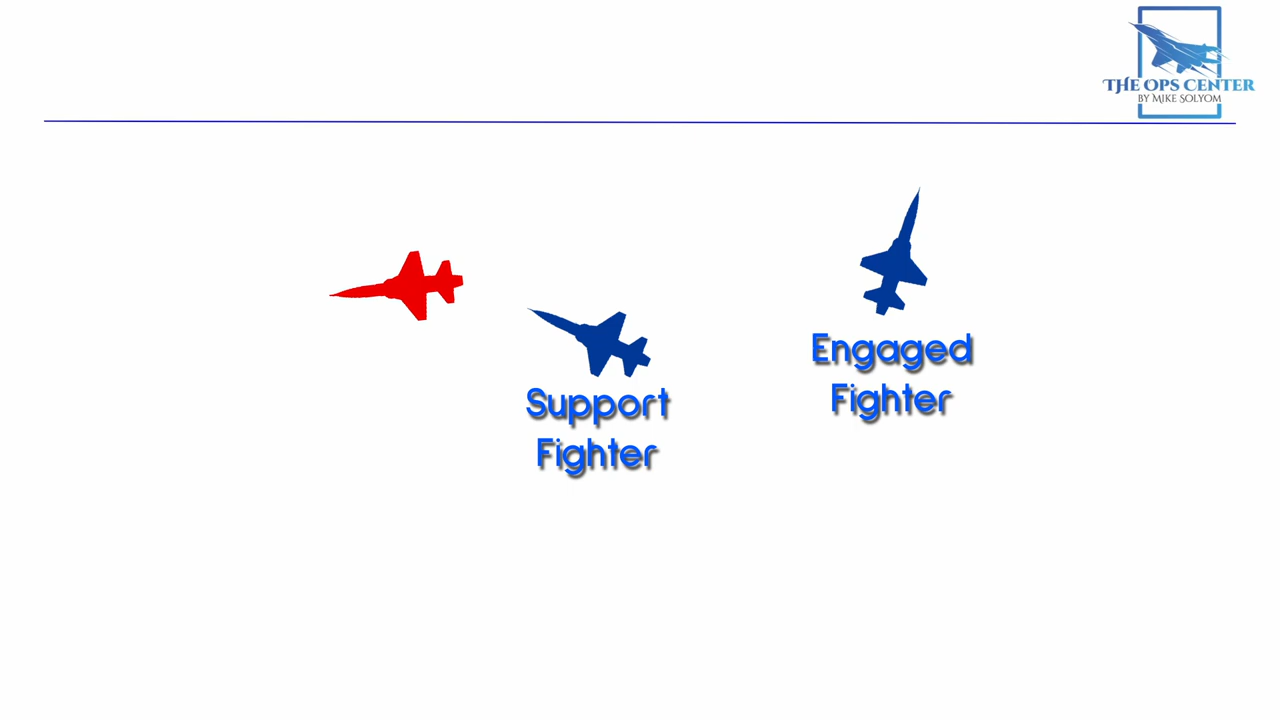 THE OPS CENTER
BY MIKE SOLYOM
Engaged
Fighter
Support
Fighter